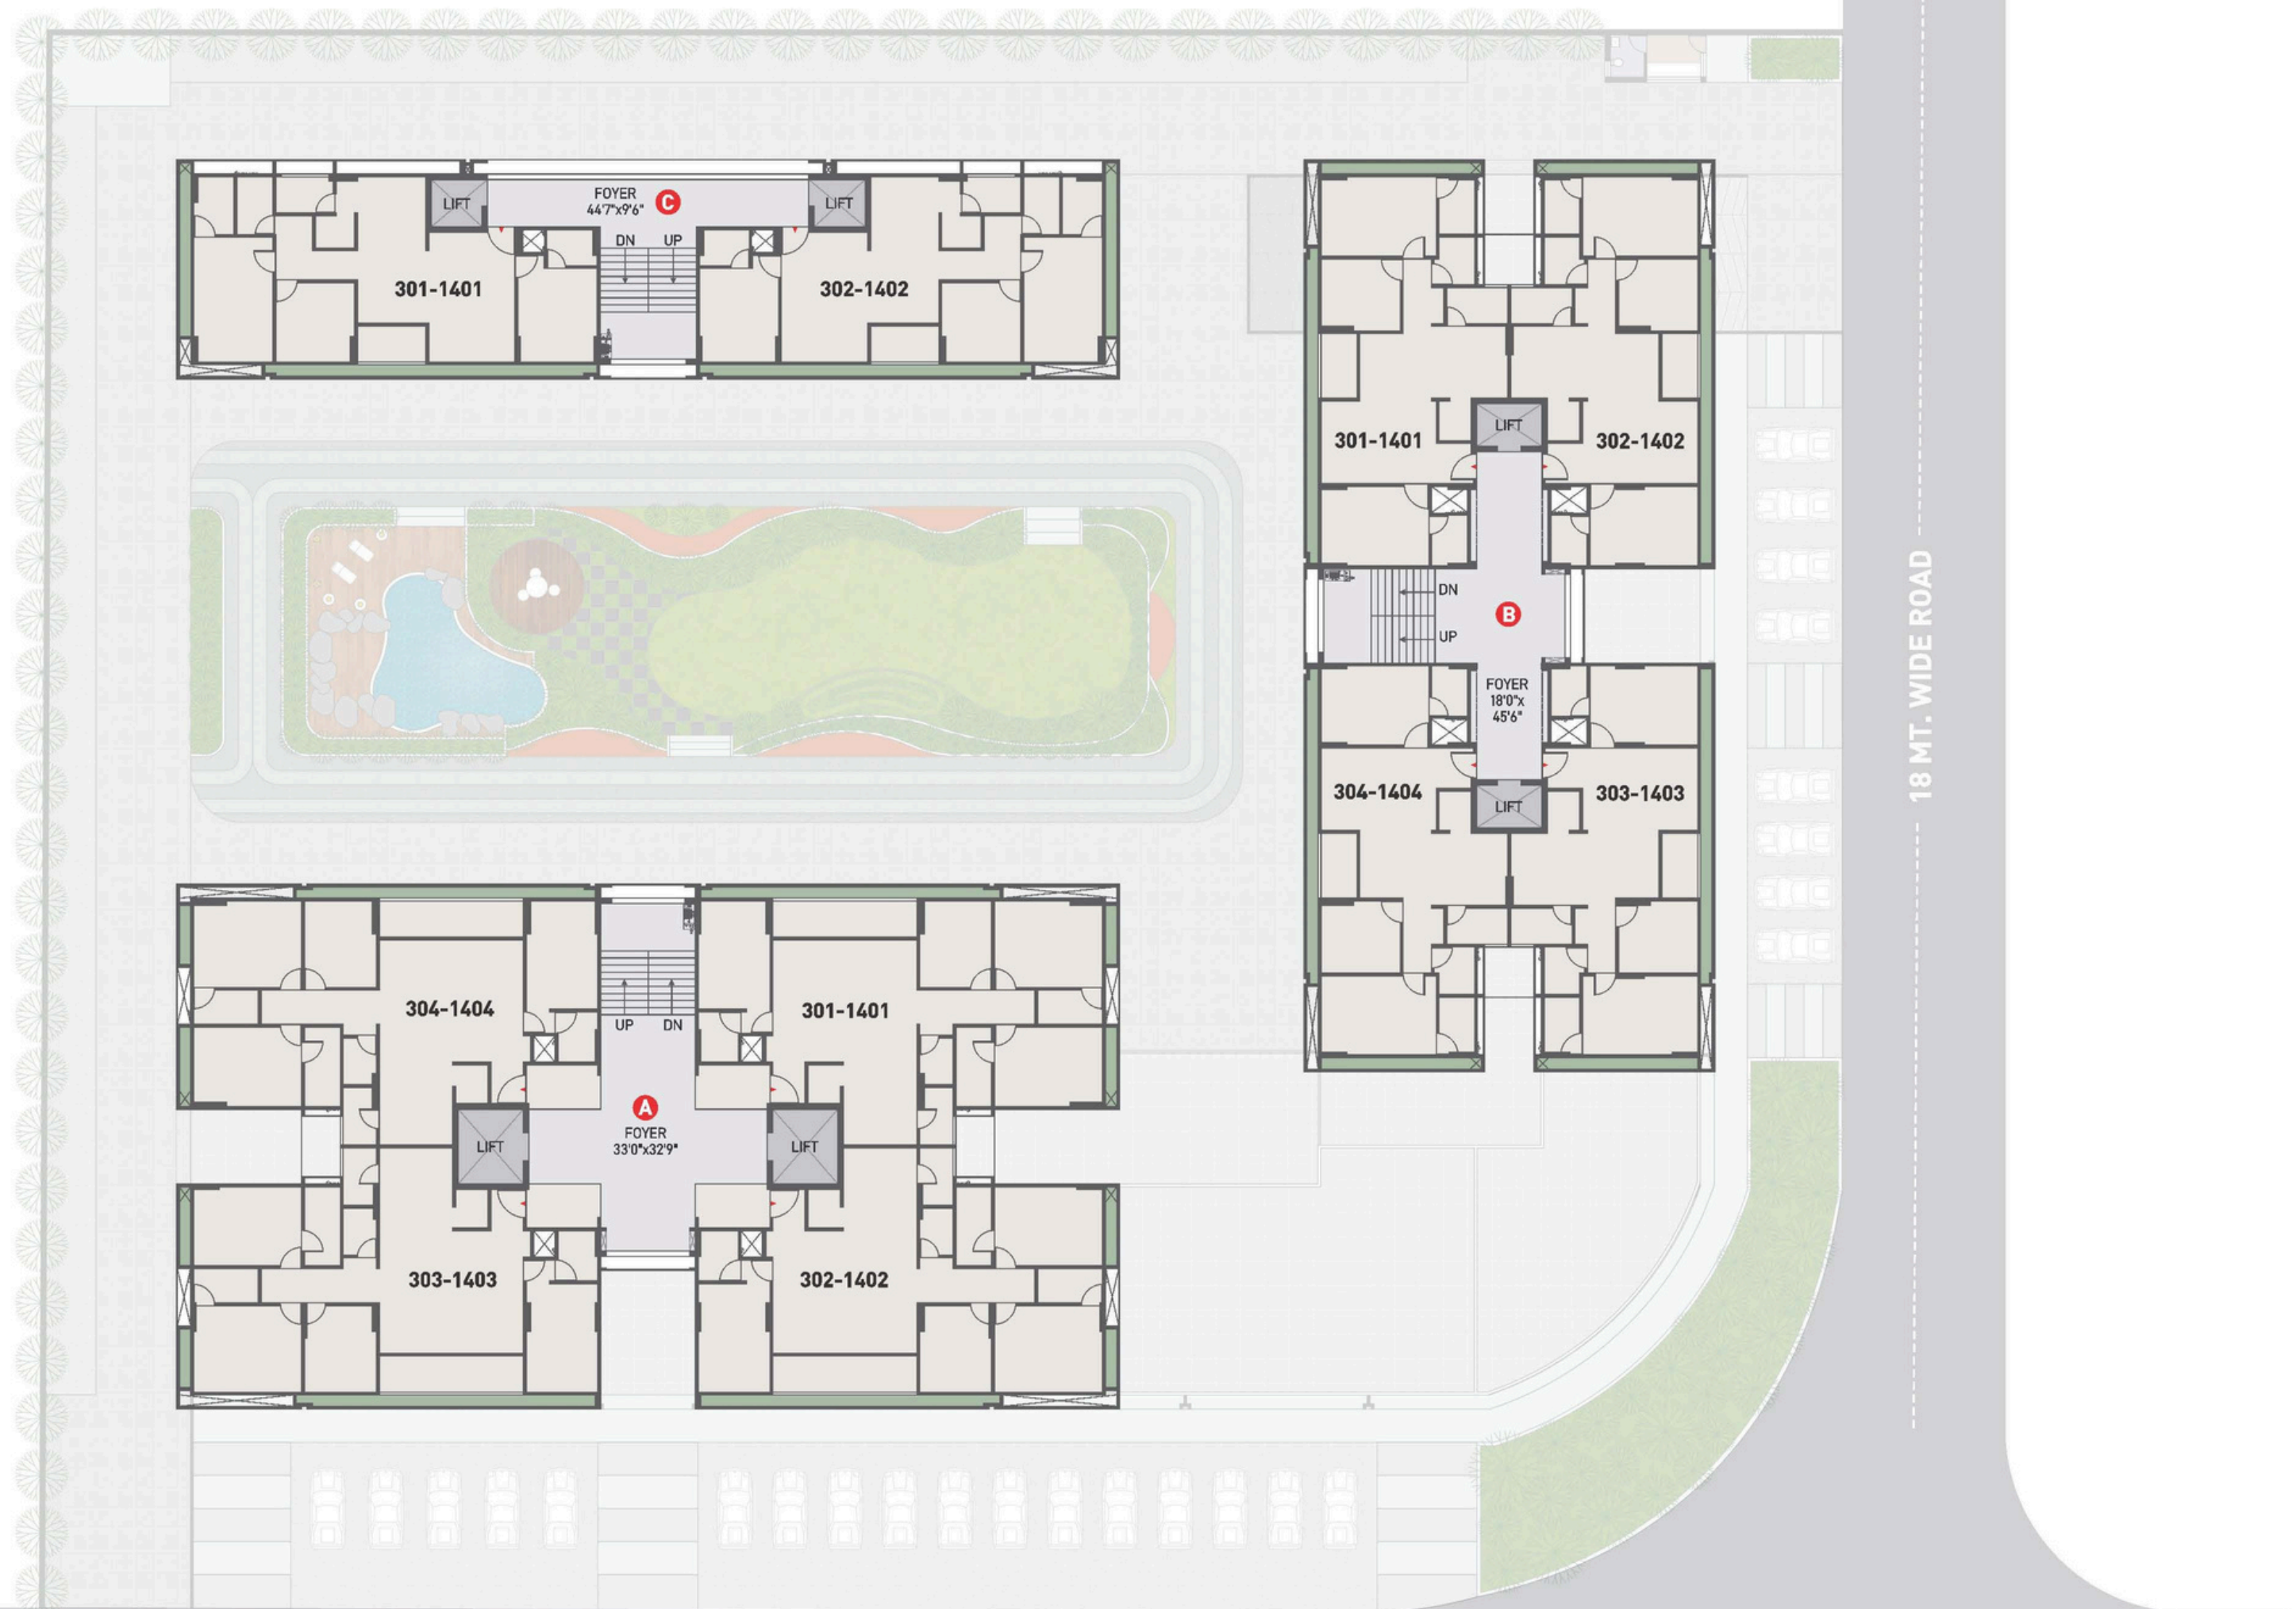 FOYER
44'7"x9'6"
C
LIFT
LIFT
DN UP
301-1401
302-1402
LIFT
301-1401
302-1402
DN
UP
B
FOYER
18'0"x
45'6"
304-1404
303-1403
LIFT
18 MT. WIDE ROAD
304-1404
301-1401
UP DN
A
FOYER
33'0"x32'9"
LIFT
LIFT
303-1403
302-1402